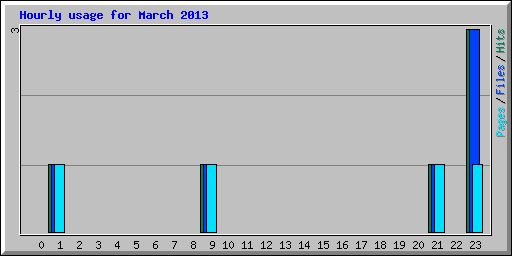 Hourly usage for March 2013
3
Pages/Files/Hits
0 1 2 3 4 5 6 7 8 9 10 11 12 13 14 15 16 17 18 19 20 21 22 23